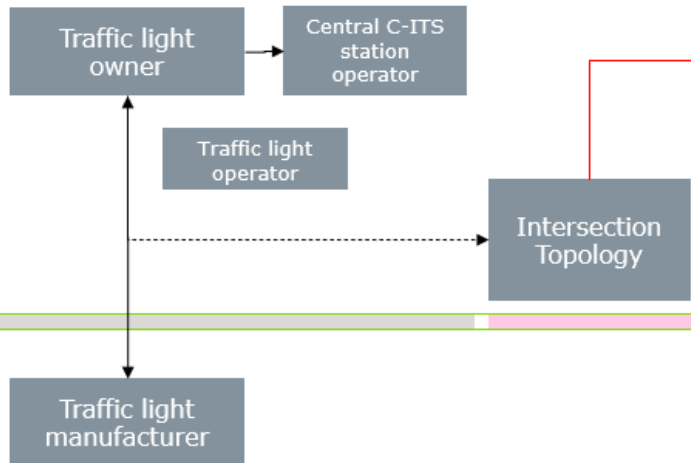 Traffic light
owner
Central C-ITS
station
operator
Traffic light
operator
Intersection
Topology
Traffic light
manufacturer